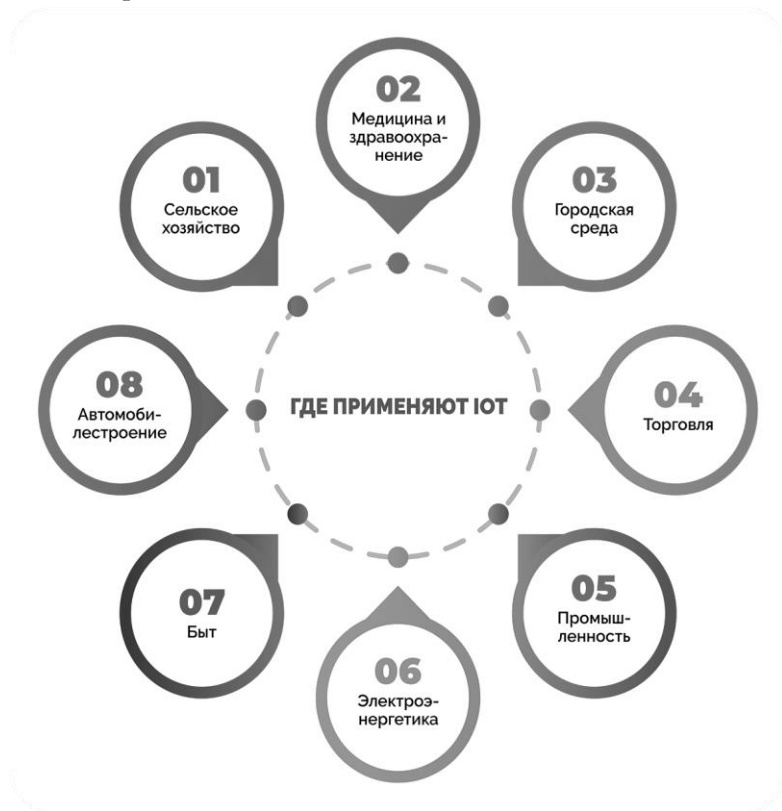 01
Сельское
хозяйство
02
Медицина и
здравоохра-
нение
03
Городская
среда
04
Торговля
05
Промыш-
ленность
06
Электроэ-
нергетика
07
Быт
08
Автомоби-
лестроение
ГДЕ ПРИМЕНЯЮТ IOT